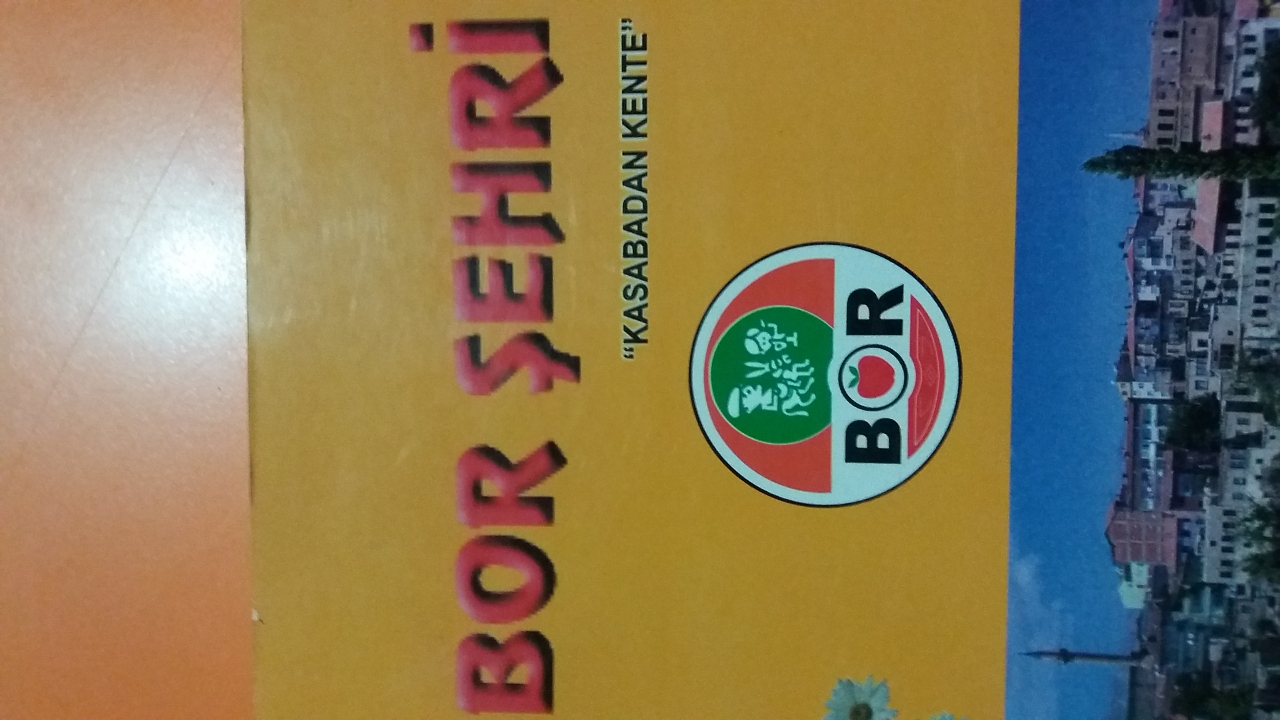 BOR ŞEHRİ
“KASABADAN KENTE”
BOR